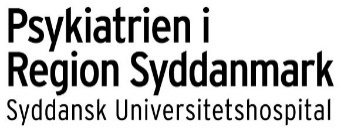 Psykiatrien i
Region Syddanmark
Syddansk Universitetshospital